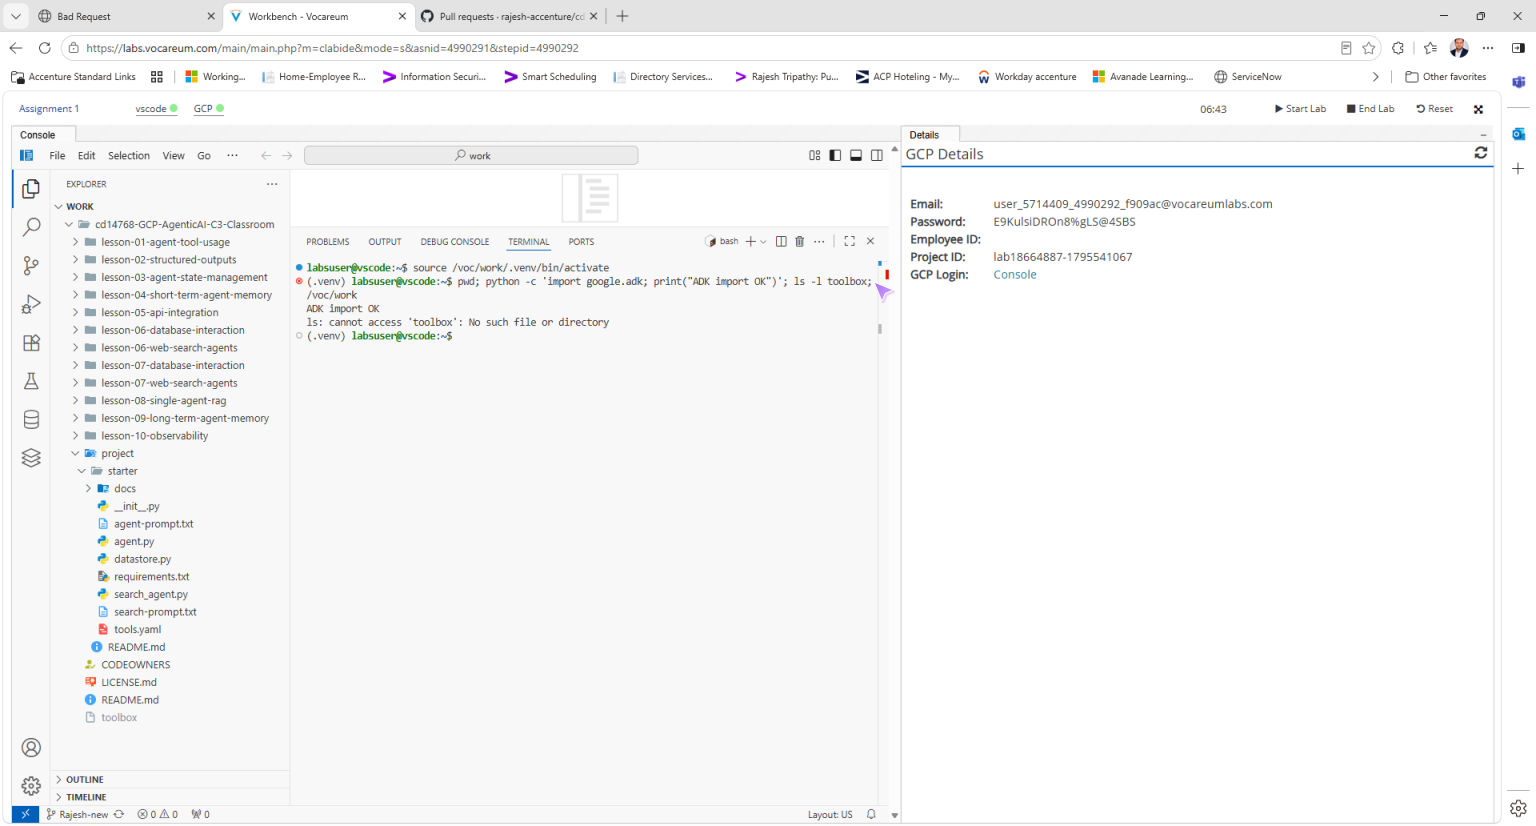 Bad Request
Workbench - Vocareum
Pull requests · rajesh-accenture/cd
https://labs.vocareum.com/main/main.php?m=clabide&mode=s&asnid=4990291&stepid=4990292
Accenture Standard Links
Working...
Home-Employee R...
Information Securi...
Smart Scheduling
Directory Services...
Rajesh Tripathy: Pu...
ACP Hoteling - My...
Workday accenture
Avanade Learning...
ServiceNow
Other favorites
Assignment 1
vscode
GCP
06:43
Start Lab
End Lab
Reset
Console
Details
File Edit Selection View Go ...
work
GCP Details
EXPLORER
WORK
cd14768-GCP-AgenticAI-C3-Classroom
lesson-01-agent-tool-usage
lesson-02-structured-outputs
lesson-03-agent-state-management
lesson-04-short-term-agent-memory
lesson-05-api-integration
lesson-06-database-interaction
lesson-06-web-search-agents
lesson-07-database-interaction
lesson-07-web-search-agents
lesson-08-single-agent-rag
lesson-09-long-term-agent-memory
lesson-10-observability
project
starter
docs
__init__.py
agent-prompt.txt
agent.py
datastore.py
requirements.txt
search_agent.py
search-prompt.txt
tools.yaml
README.md
CODEOWNERS
LICENSE.md
README.md
toolbox
OUTLINE
TIMELINE
PROBLEMS OUTPUT DEBUG CONSOLE TERMINAL PORTS
bash
labsuser@vscode:~$ source /voc/work/.venv/bin/activate
(.venv) labsuser@vscode:~$ pwd; python -c 'import google.adk; print("ADK import OK")'; ls -l toolbox;
/voc/work
ADK import OK
ls: cannot access 'toolbox': No such file or directory
(.venv) labsuser@vscode:~$
Email: user_5714409_4990292_f909ac@vocareumlabs.com
Password: E9KulsiDROn8%gLS@4SBS
Employee ID:
Project ID: lab18664887-1795541067
GCP Login: Console
Rajesh-new
0 0
0
Layout: US